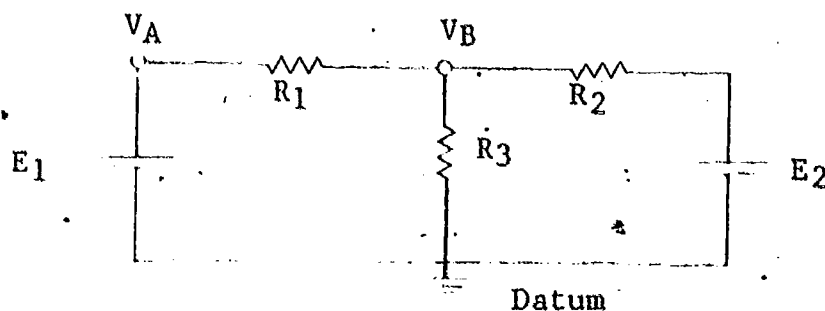 VA VB
R1 R2
R3
E1 E2
Datum